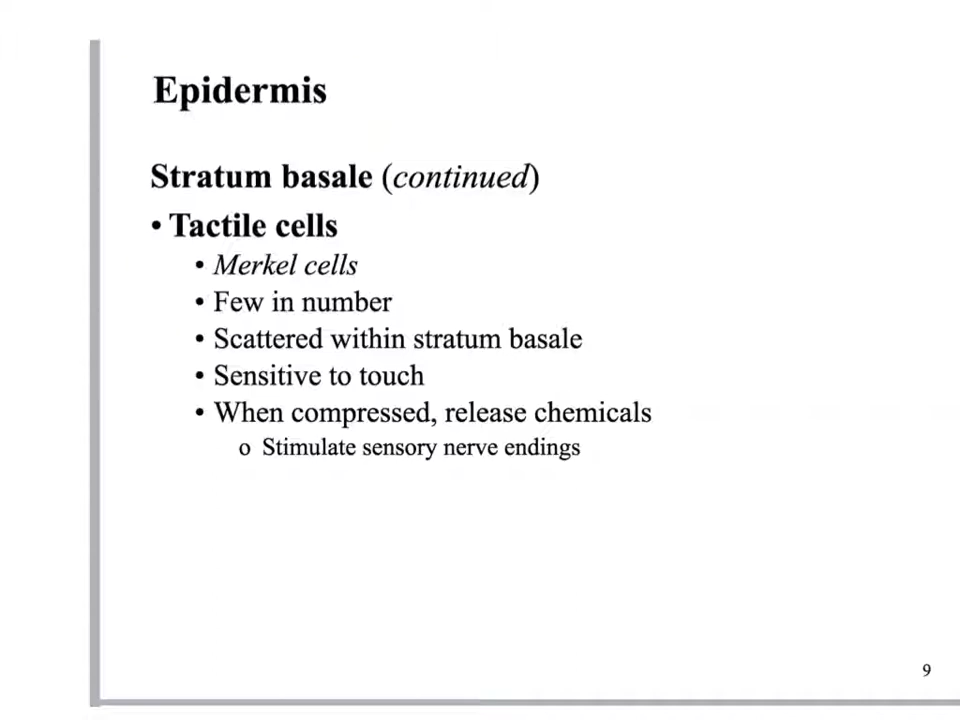 Epidermis
Stratum basale (continued)
• Tactile cells
• Merkel cells
• Few in number
• Scattered within stratum basale
• Sensitive to touch
• When compressed, release chemicals
o Stimulate sensory nerve endings
9